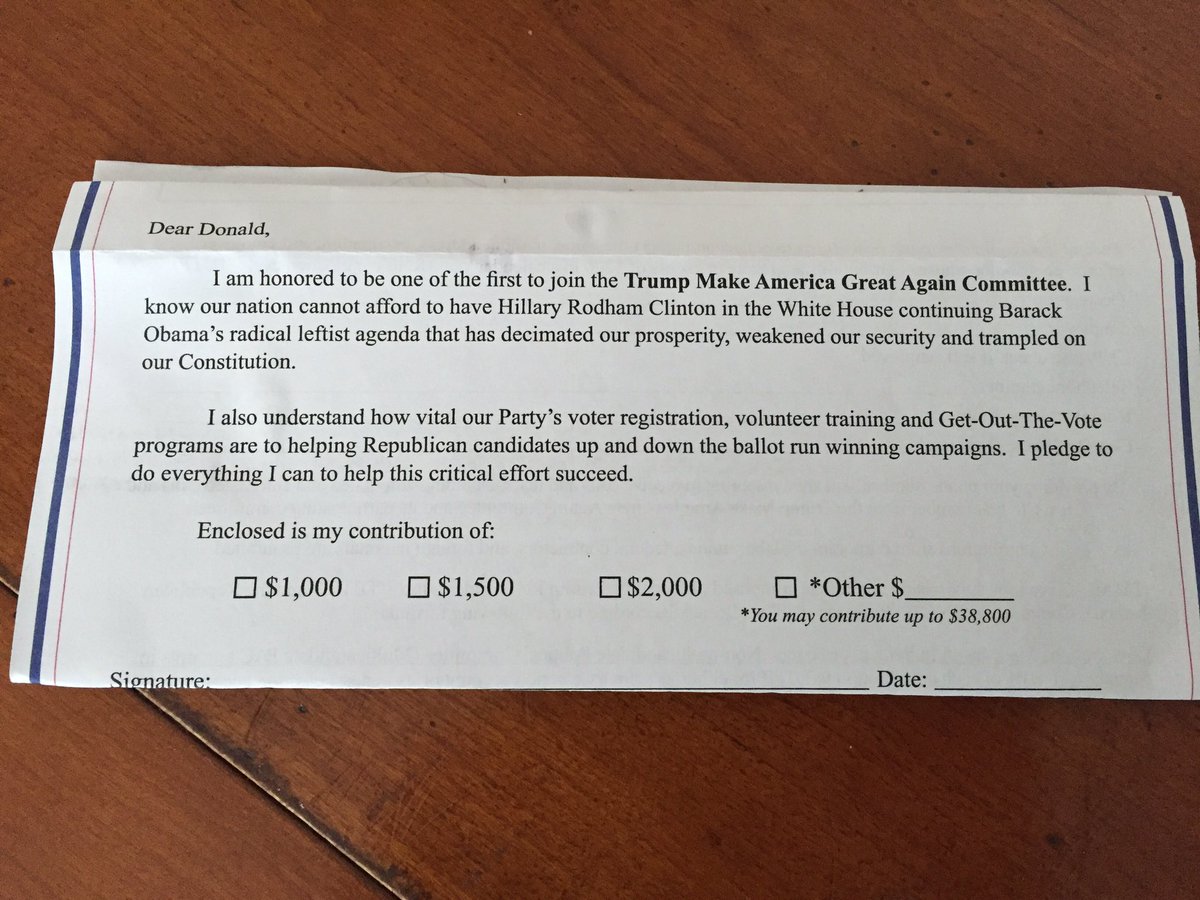 Dear Donald,
I am honored to be one of the first to join the Trump Make America Great Again Committee. I
know our nation cannot afford to have Hillary Rodham Clinton in the White House continuing Barack
Obama's radical leftist agenda that has decimated our prosperity, weakened our security and trampled on
our Constitution.
I also understand how vital our Party's voter registration, volunteer training and Get-Out-The-Vote
programs are to helping Republican candidates up and down the ballot run winning campaigns. I pledge to
do everything I can to help this critical effort succeed.
Enclosed is my contribution of:
☐ $1,000 ☐ $1,500 ☐ $2,000 ☐ *Other $__________
*You may contribute up to $38,800
Signature:__________ Date: __________